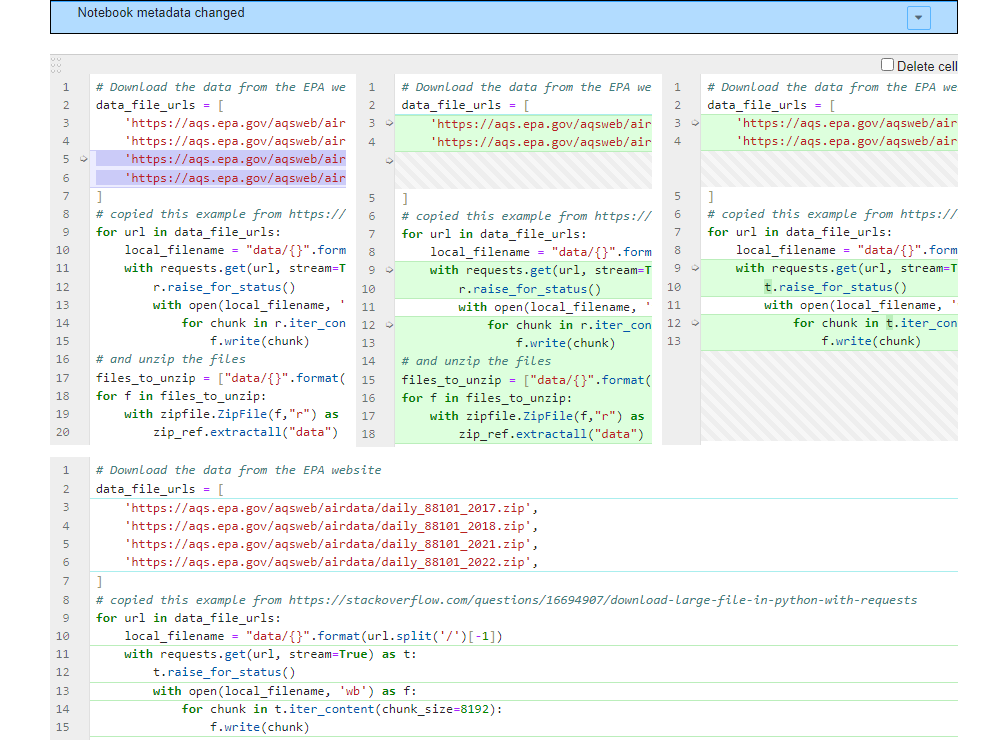 Notebook metadata changed
Delete cell
1 # Download the data from the EPA we
2 data_file_urls = [
3 'https://aqs.epa.gov/aqsweb/air
4 'https://aqs.epa.gov/aqsweb/air
5 'https://aqs.epa.gov/aqsweb/air
6 'https://aqs.epa.gov/aqsweb/air
7 ]
8 # copied this example from https://
9 for url in data_file_urls:
10 local_filename = "data/{}".form
11 with requests.get(url, stream=T
12 r.raise_for_status()
13 with open(local_filename, '
14 for chunk in r.iter_con
15 f.write(chunk)
16 # and unzip the files
17 files_to_unzip = ["data/{}".format(
18 for f in files_to_unzip:
19 with zipfile.ZipFile(f,"r") as
20 zip_ref.extractall("data")
1 # Download the data from the EPA we
2 data_file_urls = [
3 'https://aqs.epa.gov/aqsweb/air
4 'https://aqs.epa.gov/aqsweb/air
5 ]
6 # copied this example from https://
7 for url in data_file_urls:
8 local_filename = "data/{}".form
9 with requests.get(url, stream=T
10 r.raise_for_status()
11 with open(local_filename, '
12 for chunk in r.iter_con
13 f.write(chunk)
14 # and unzip the files
15 files_to_unzip = ["data/{}".format(
16 for f in files_to_unzip:
17 with zipfile.ZipFile(f,"r") as
18 zip_ref.extractall("data")
1 # Download the data from the EPA we
2 data_file_urls = [
3 'https://aqs.epa.gov/aqsweb/air
4 'https://aqs.epa.gov/aqsweb/air
5 ]
6 # copied this example from https://
7 for url in data_file_urls:
8 local_filename = "data/{}".form
9 with requests.get(url, stream=T
10 t.raise_for_status()
11 with open(local_filename, '
12 for chunk in t.iter_con
13 f.write(chunk)
1 # Download the data from the EPA website
2 data_file_urls = [
3 'https://aqs.epa.gov/aqsweb/airdata/daily_88101_2017.zip',
4 'https://aqs.epa.gov/aqsweb/airdata/daily_88101_2018.zip',
5 'https://aqs.epa.gov/aqsweb/airdata/daily_88101_2021.zip',
6 'https://aqs.epa.gov/aqsweb/airdata/daily_88101_2022.zip',
7 ]
8 # copied this example from https://stackoverflow.com/questions/16694907/download-large-file-in-python-with-requests
9 for url in data_file_urls:
10 local_filename = "data/{}".format(url.split('/')[-1])
11 with requests.get(url, stream=True) as t:
12 t.raise_for_status()
13 with open(local_filename, 'wb') as f:
14 for chunk in t.iter_content(chunk_size=8192):
15 f.write(chunk)